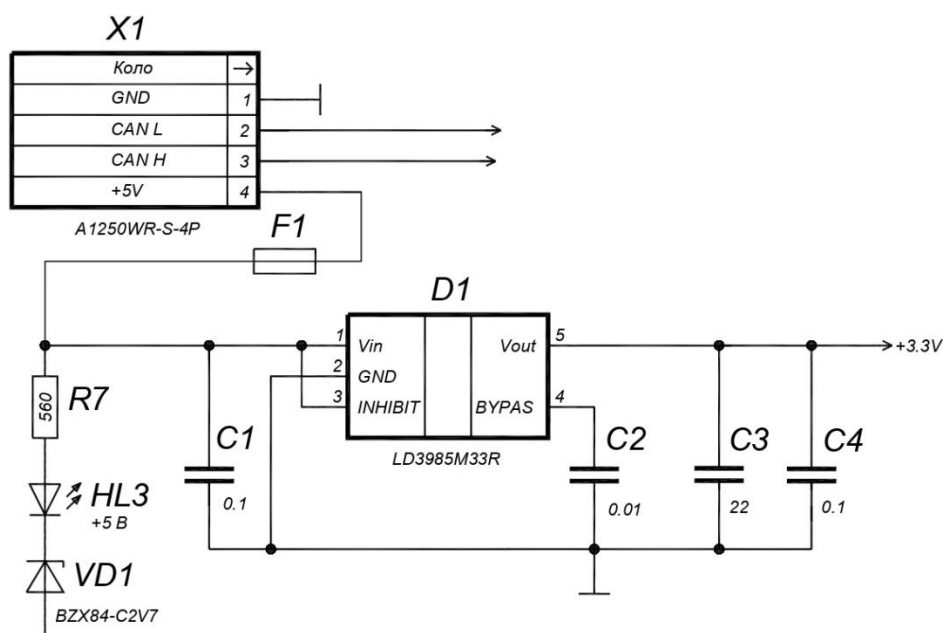 X1
Коло →
GND 1
CAN L 2
CAN H 3
+5V 4
A1250WR-S-4P
F1
D1
1 Vin Vout 5
+3.3V
2 GND
3 INHIBIT BYPAS 4
LD3985M33R
R7
560
C1
0.1
C2
0.01
C3
22
C4
0.1
HL3
+5 В
VD1
BZX84-C2V7